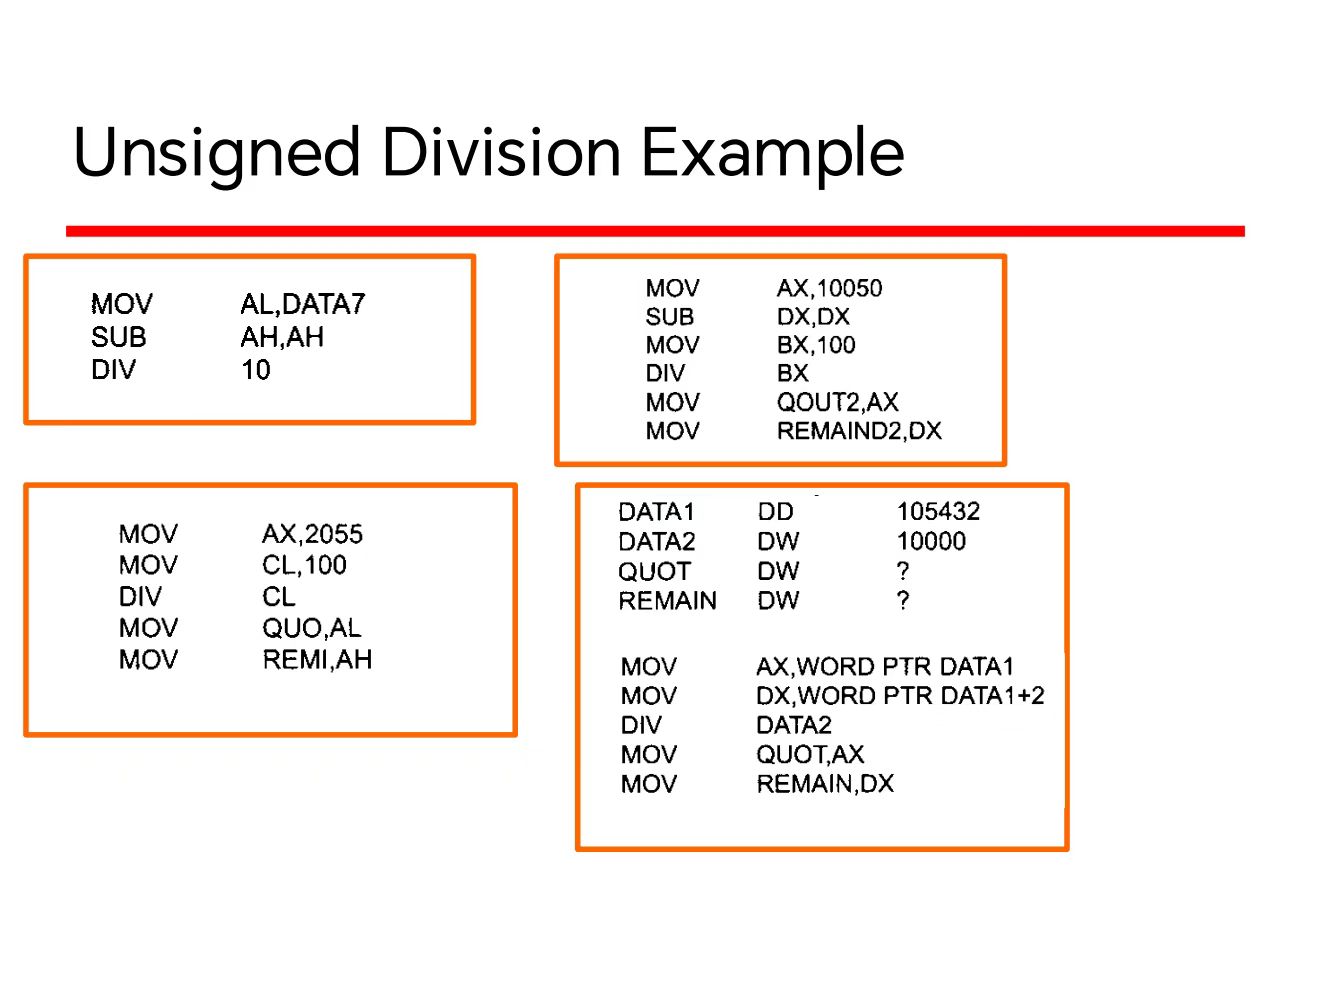 Unsigned Division Example
MOV AL,DATA7
SUB AH,AH
DIV 10
MOV AX,10050
SUB DX,DX
MOV BX,100
DIV BX
MOV QOUT2,AX
MOV REMAIND2,DX
MOV AX,2055
MOV CL,100
DIV CL
MOV QUO,AL
MOV REMI,AH
DATA1 DD 105432
DATA2 DW 10000
QUOT DW ?
REMAIN DW ?
MOV AX,WORD PTR DATA1
MOV DX,WORD PTR DATA1+2
DIV DATA2
MOV QUOT,AX
MOV REMAIN,DX